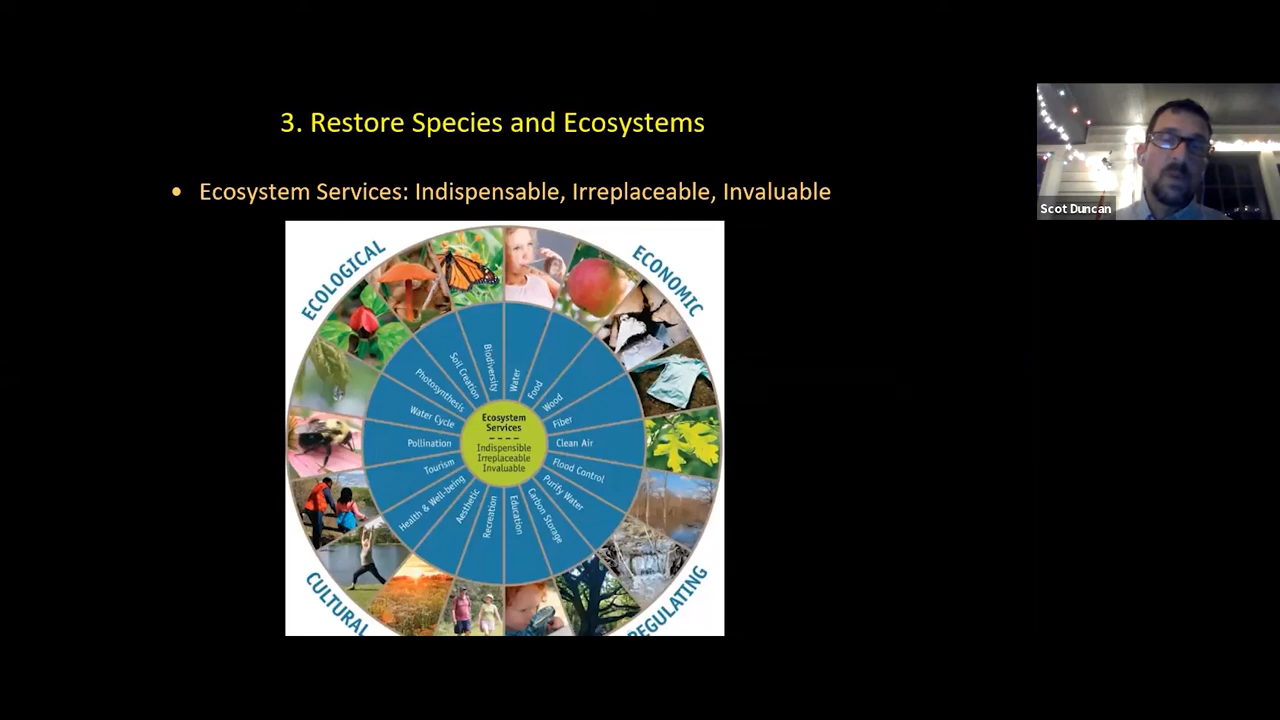 3. Restore Species and Ecosystems
• Ecosystem Services: Indispensable, Irreplaceable, Invaluable
Scot Duncan
ECOLOGICAL
ECONOMIC
Biodiversity
Soil Creation
Photosynthesis
Water Cycle
Pollination
Tourism
Health & Well-being
Aesthetic
Recreation
Water
Food
Wood
Fiber
Clean Air
Flood Control
Purify Water
Carbon Storage
Education
Ecosystem
Services
Indispensible
Irreplaceable
Invaluable
CULTURAL
REGULATING